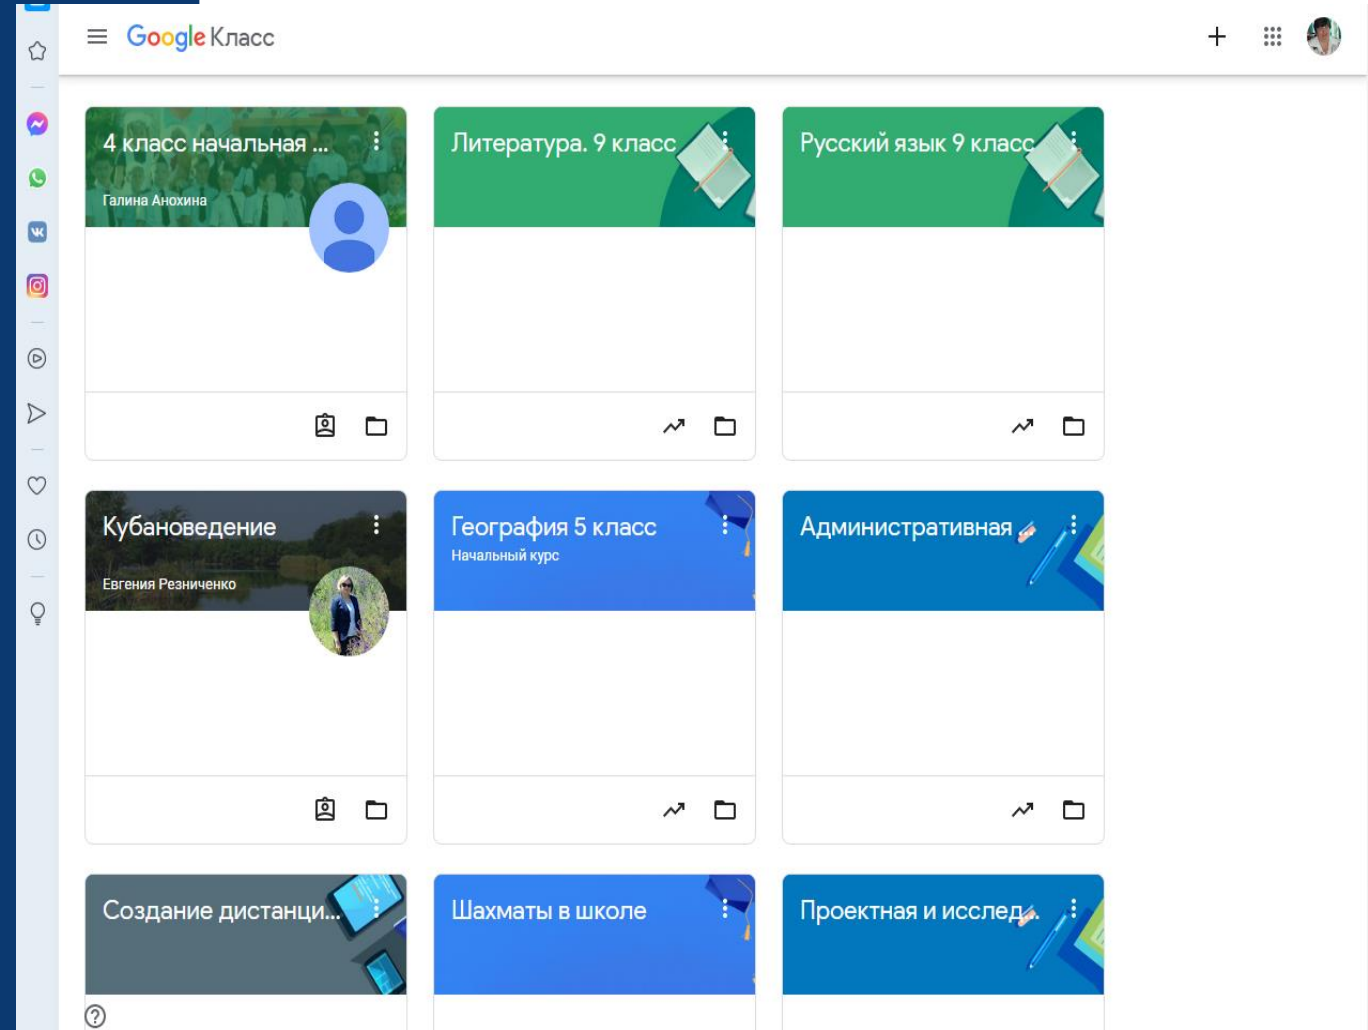 Google Класс
4 класс начальная ...
Галина Анохина
Литература. 9 класс
Русский язык 9 класс
Кубановедение
Евгения Резниченко
География 5 класс
Начальный курс
Административная
Создание дистанци...
Шахматы в школе
Проектная и исслед...